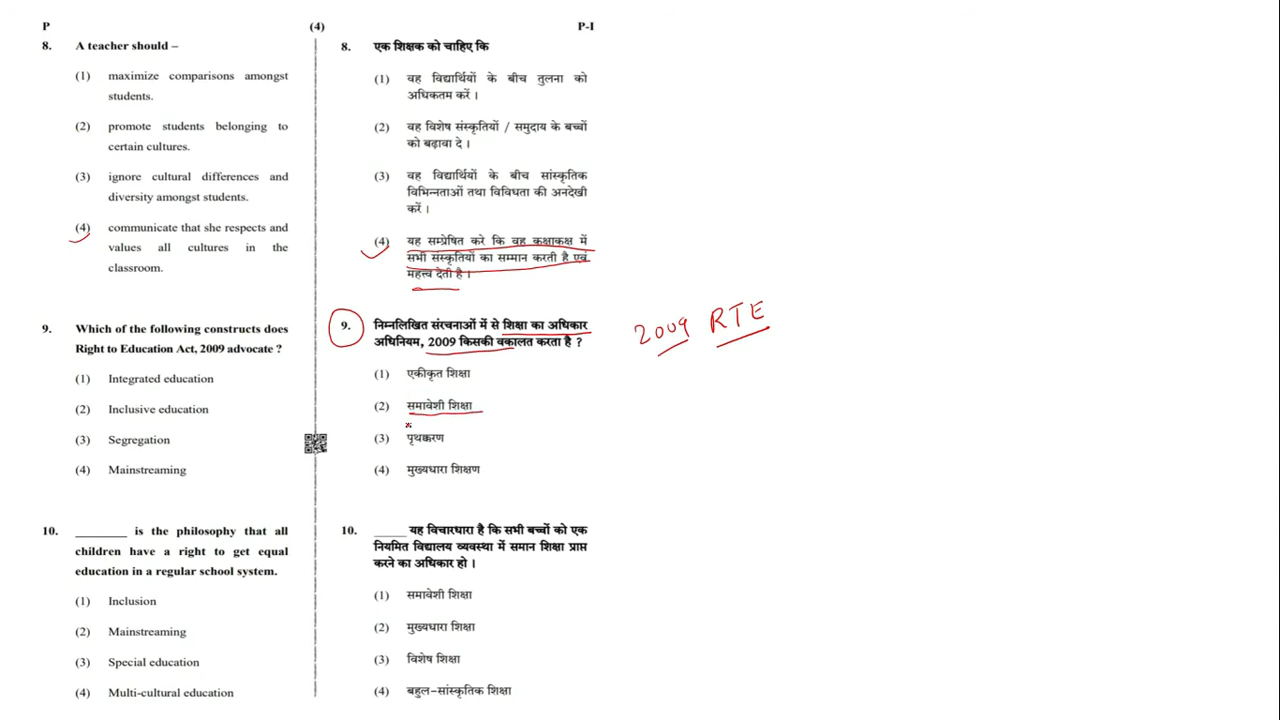 P
(4)
P-I
8. A teacher should –
(1) maximize comparisons amongst
students.
(2) promote students belonging to
certain cultures.
(3) ignore cultural differences and
diversity amongst students.
(4) communicate that she respects and
values all cultures in the
classroom.
9. Which of the following constructs does
Right to Education Act, 2009 advocate ?
(1) Integrated education
(2) Inclusive education
(3) Segregation
(4) Mainstreaming
10. ________ is the philosophy that all
children have a right to get equal
education in a regular school system.
(1) Inclusion
(2) Mainstreaming
(3) Special education
(4) Multi-cultural education
8. एक शिक्षक को चाहिए कि
(1) वह विद्यार्थियों के बीच तुलना को
अधिकतम करें ।
(2) वह विशेष संस्कृतियों / समुदाय के बच्चों
को बढ़ावा दे ।
(3) वह विद्यार्थियों के बीच सांस्कृतिक
विभिन्नताओं तथा विविधता की अनदेखी
करें ।
(4) यह सम्प्रेषित करे कि वह कक्षाकक्ष में
सभी संस्कृतियों का सम्मान करती है एवं
महत्त्व देती है ।
9. निम्नलिखित संरचनाओं में से शिक्षा का अधिकार
अधिनियम, 2009 किसकी वकालत करता है ?
(1) एकीकृत शिक्षा
(2) समावेशी शिक्षा
(3) पृथक्करण
(4) मुख्यधारा शिक्षण
10. ______ यह विचारधारा है कि सभी बच्चों को एक
नियमित विद्यालय व्यवस्था में समान शिक्षा प्राप्त
करने का अधिकार हो ।
(1) समावेशी शिक्षा
(2) मुख्यधारा शिक्षा
(3) विशेष शिक्षा
(4) बहुल-सांस्कृतिक शिक्षा
2009 RTE